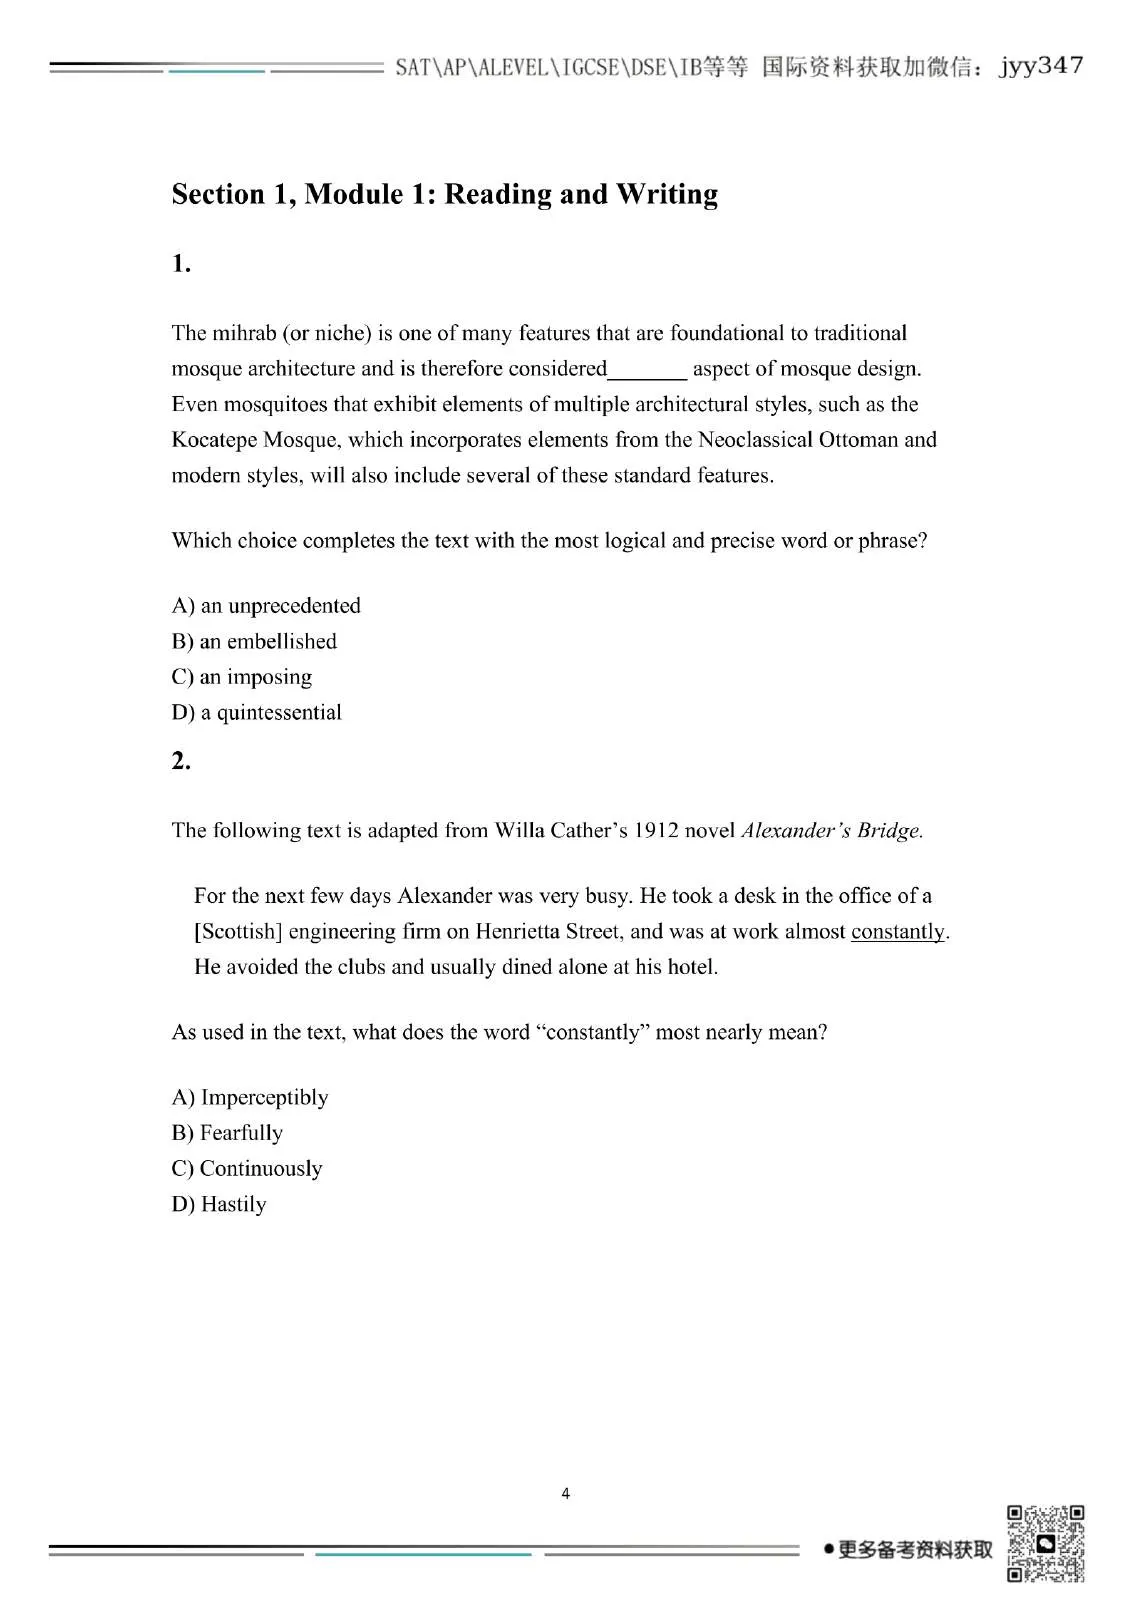 SAT\AP\ALEVEL\IGCSE\DSE\IB等等 国际资料获取加微信: jyy347
Section 1, Module 1: Reading and Writing
1.
The mihrab (or niche) is one of many features that are foundational to traditional
mosque architecture and is therefore considered_______ aspect of mosque design.
Even mosquitoes that exhibit elements of multiple architectural styles, such as the
Kocatepe Mosque, which incorporates elements from the Neoclassical Ottoman and
modern styles, will also include several of these standard features.
Which choice completes the text with the most logical and precise word or phrase?
A) an unprecedented
B) an embellished
C) an imposing
D) a quintessential
2.
The following text is adapted from Willa Cather’s 1912 novel Alexander’s Bridge.
For the next few days Alexander was very busy. He took a desk in the office of a
[Scottish] engineering firm on Henrietta Street, and was at work almost constantly.
He avoided the clubs and usually dined alone at his hotel.
As used in the text, what does the word “constantly” most nearly mean?
A) Imperceptibly
B) Fearfully
C) Continuously
D) Hastily
4
●更多备考资料获取